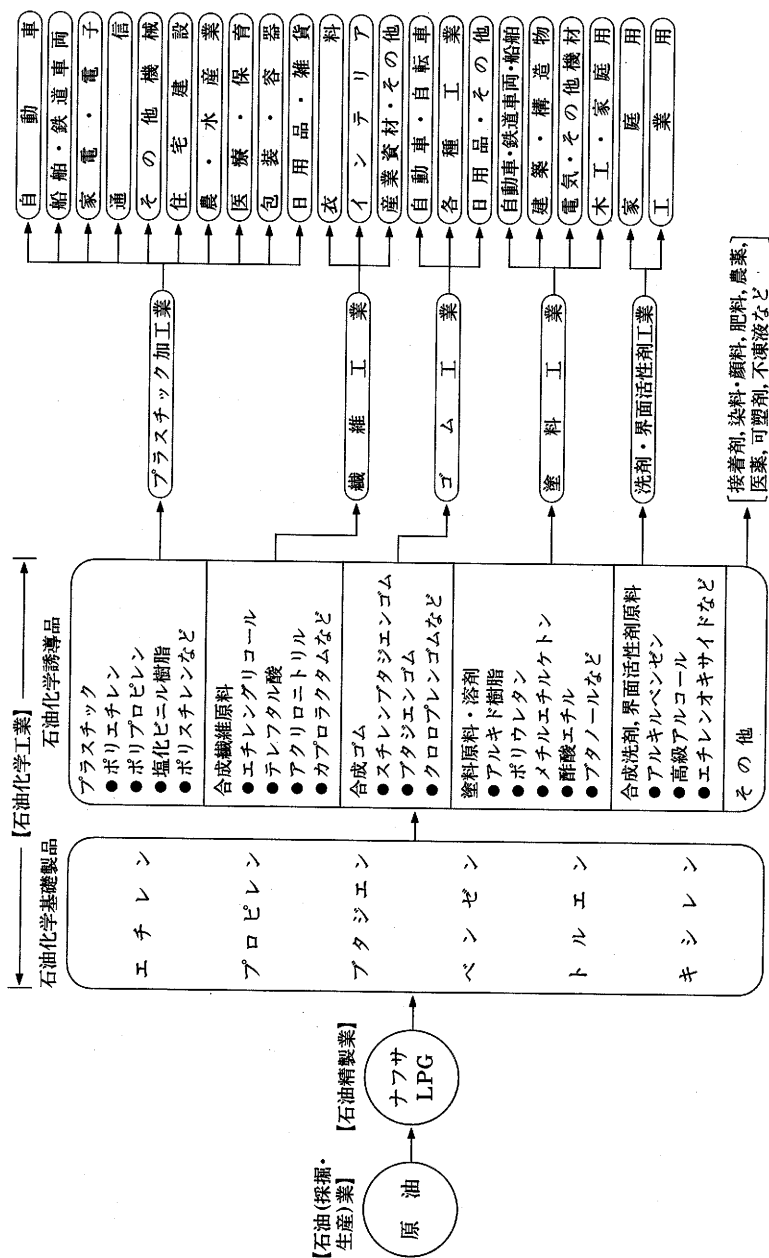 【石油(採掘・
生産)業】
原油
【石油精製業】
ナフサ
LPG
【石油化学工業】
石油化学基礎製品
エチレン
プロピレン
ブタジエン
ベンゼン
トルエン
キシレン
石油化学誘導品
プラスチック
●ポリエチレン
●ポリプロピレン
●塩化ビニル樹脂
●ポリスチレンなど
合成繊維原料
●エチレングリコール
●テレフタル酸
●アクリロニトリル
●カプロラクタムなど
合成ゴム
●スチレンブタジエンゴム
●ブタジエンゴム
●クロロプレンゴムなど
塗料原料・溶剤
●アルキド樹脂
●ポリウレタン
●メチルエチルケトン
●酢酸エチル
●ブタノールなど
合成洗剤,界面活性剤原料
●アルキルベンゼン
●高級アルコール
●エチレンオキサイドなど
その他
プラスチック加工業
繊維工業
ゴム工業
塗料工業
洗剤・界面活性剤工業
接着剤,染料・顔料,肥料,農薬,
医薬,可塑剤,不凍液など
自動車
船舶・鉄道車両
家電・電子
通信
その他機械
住宅建設
農・水産業
医療・保育
包装・容器
日用品・雑貨
衣料
インテリア
産業資材・その他
自動車・自転車
各種工業
日用品・その他
自動車・鉄道車両・船舶
建築・構造物
電気・その他機材
木工・家庭用
家庭用
工業用